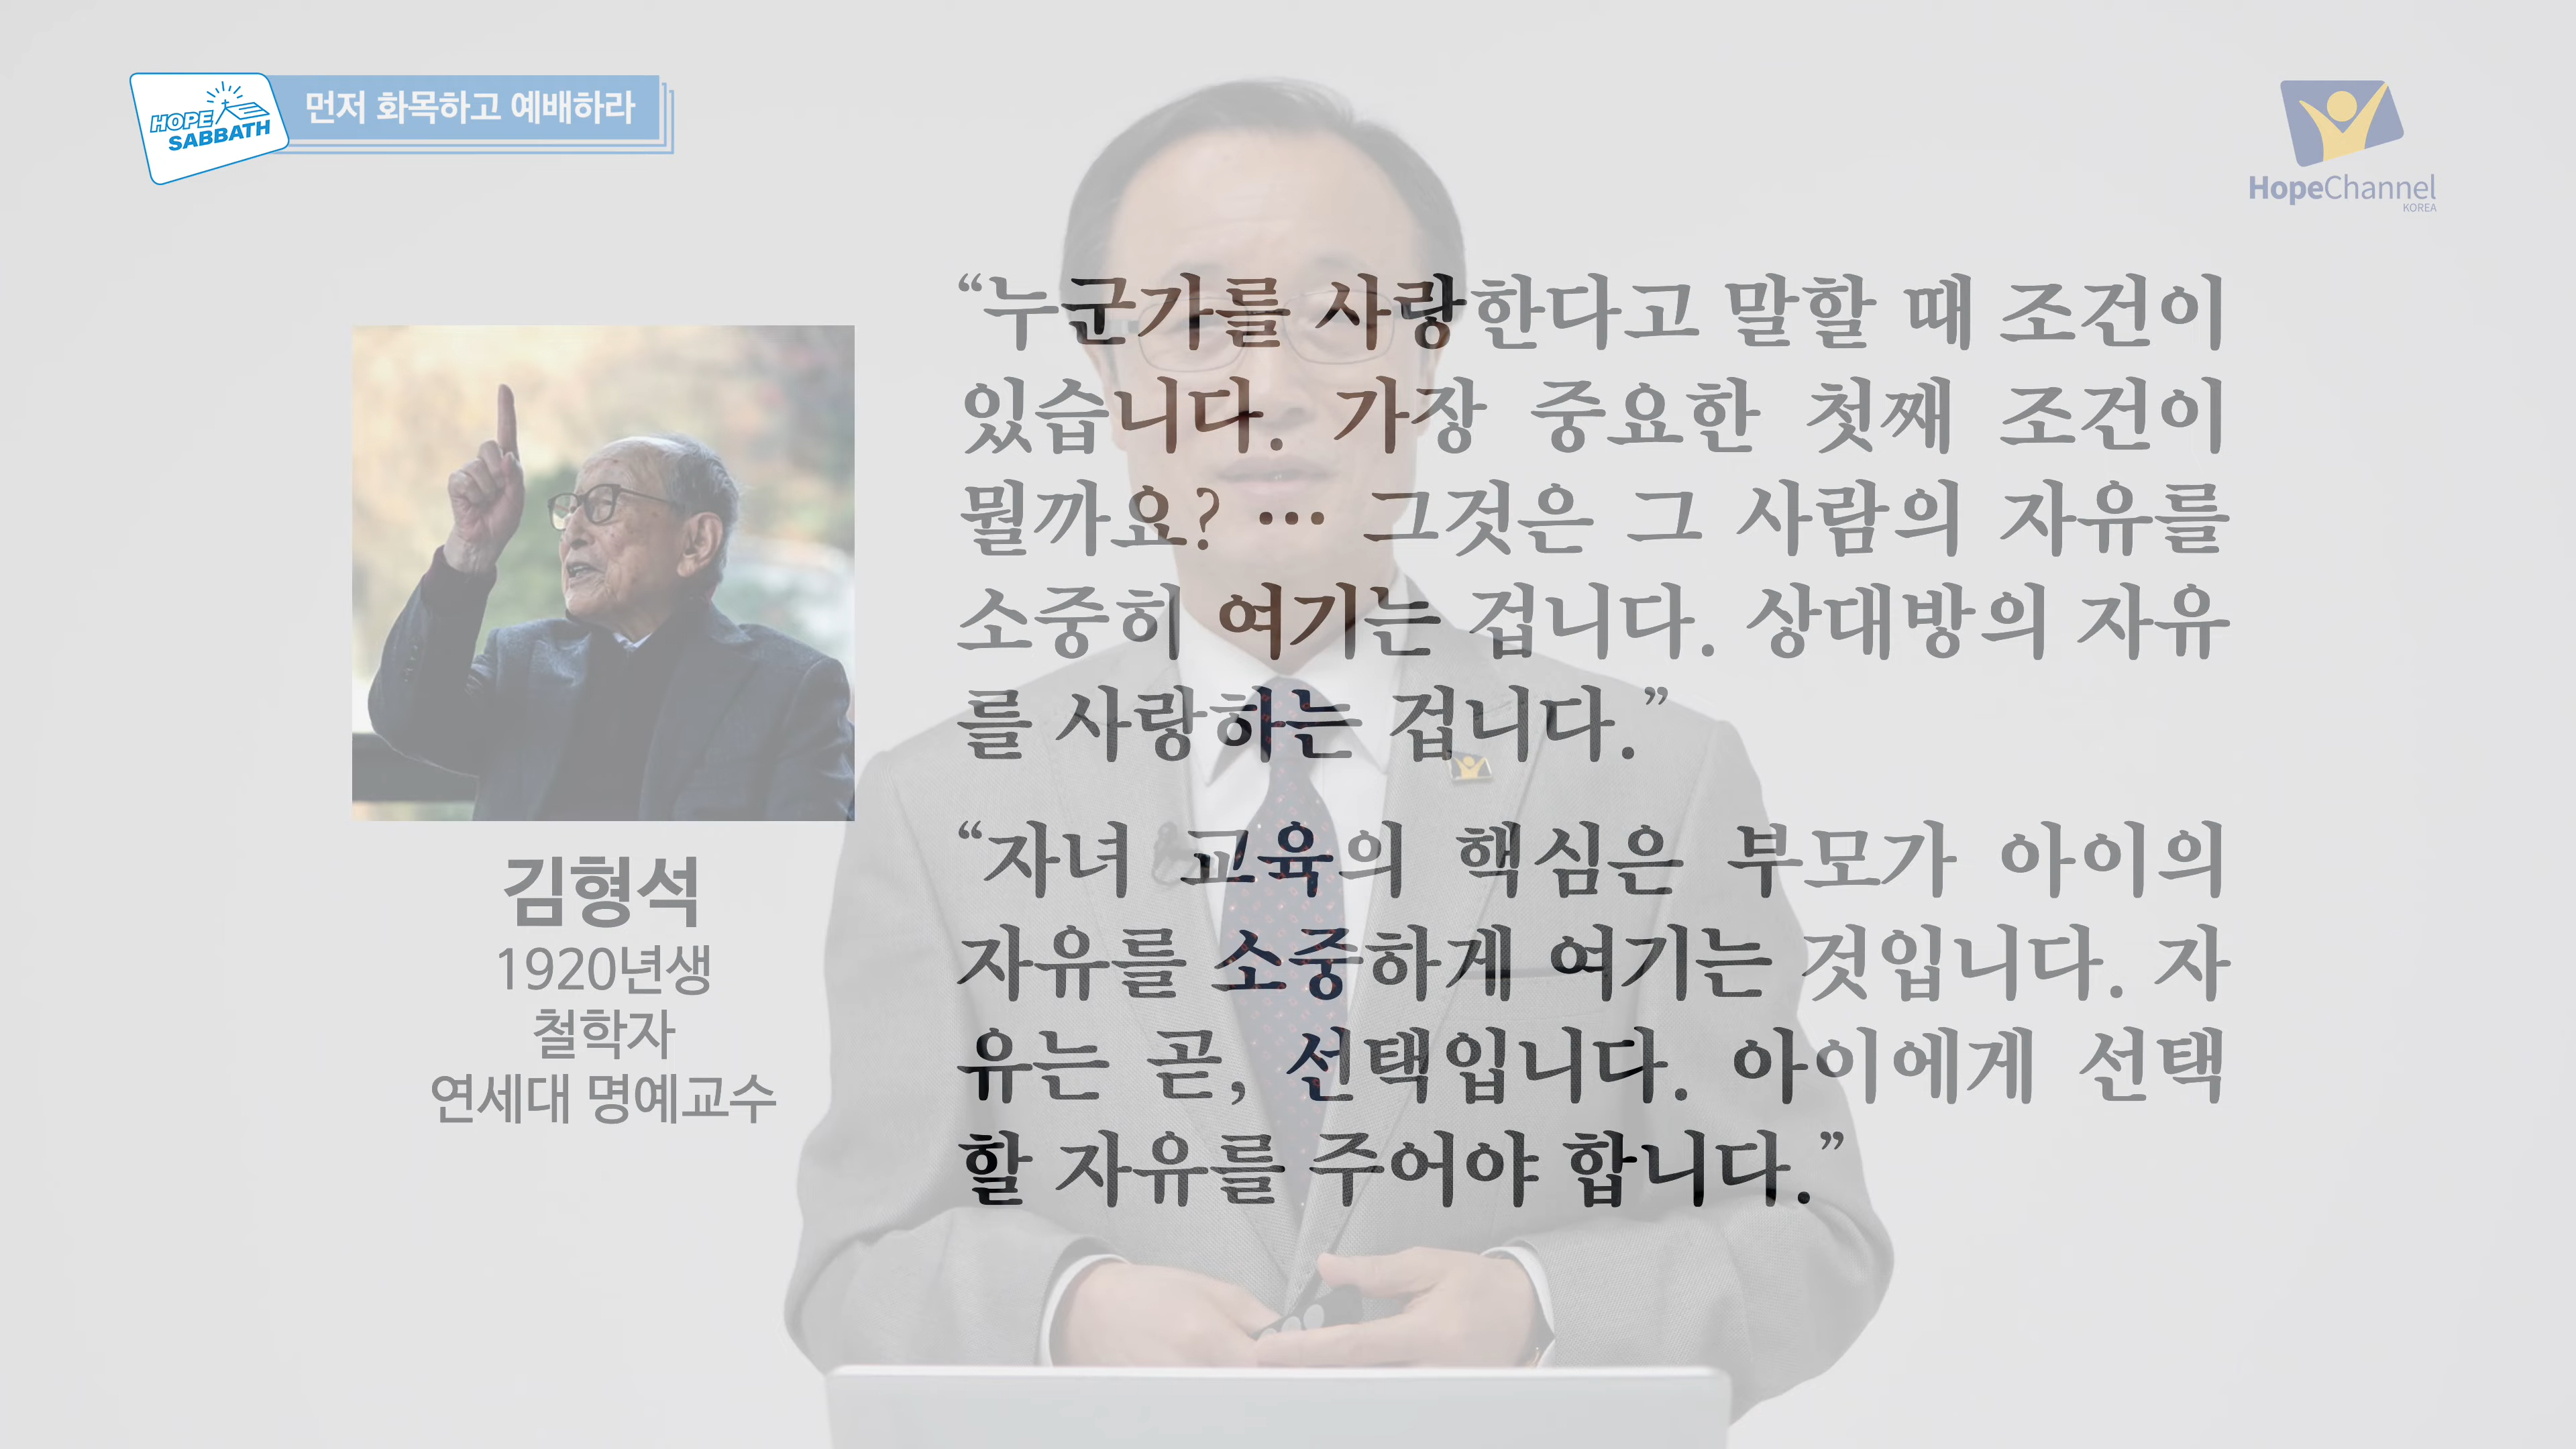 HOPE
SABBATH
먼저 화목하고 예배하라
HopeChannel
KOREA
“누군가를 사랑한다고 말할 때 조건이
있습니다. 가장 중요한 첫째 조건이
뭘까요? … 그것은 그 사람의 자유를
소중히 여기는 겁니다. 상대방의 자유
를 사랑하는 겁니다.”
“자녀 교육의 핵심은 부모가 아이의
자유를 소중하게 여기는 것입니다. 자
유는 곧, 선택입니다. 아이에게 선택
할 자유를 주어야 합니다.”
김형석
1920년생
철학자
연세대 명예교수